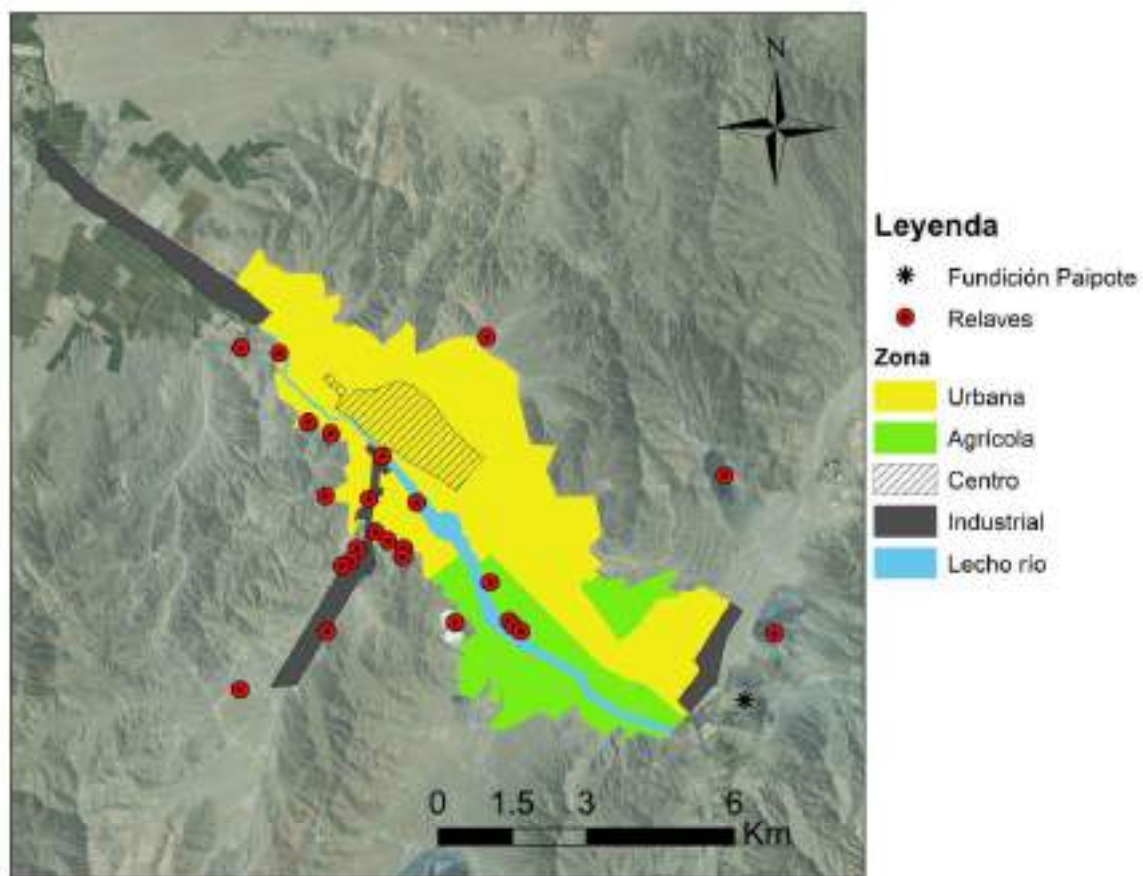 N
Leyenda
Fundición Paipote
Relaves
Zona
Urbana
Agrícola
Centro
Industrial
Lecho río
0 1.5 3 6
Km